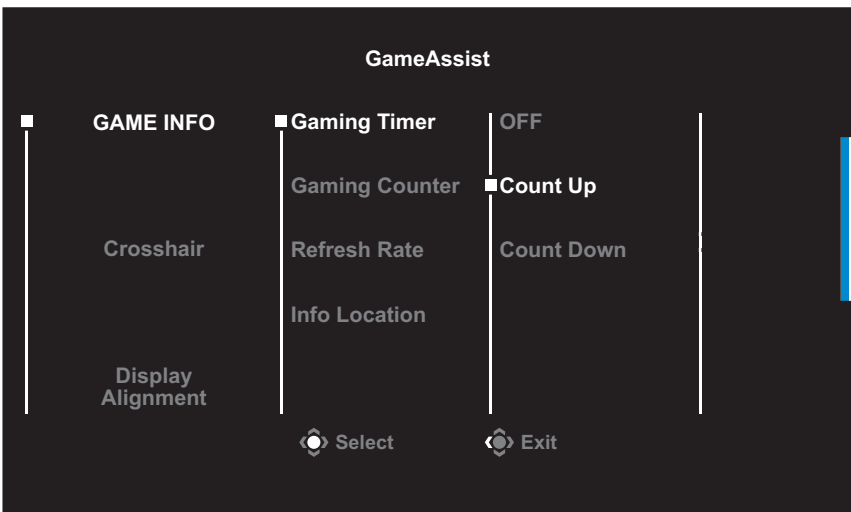 GameAssist
GAME INFO
Gaming Timer
OFF
Gaming Counter
Count Up
Crosshair
Refresh Rate
Count Down
Info Location
Display
Alignment
Select
Exit